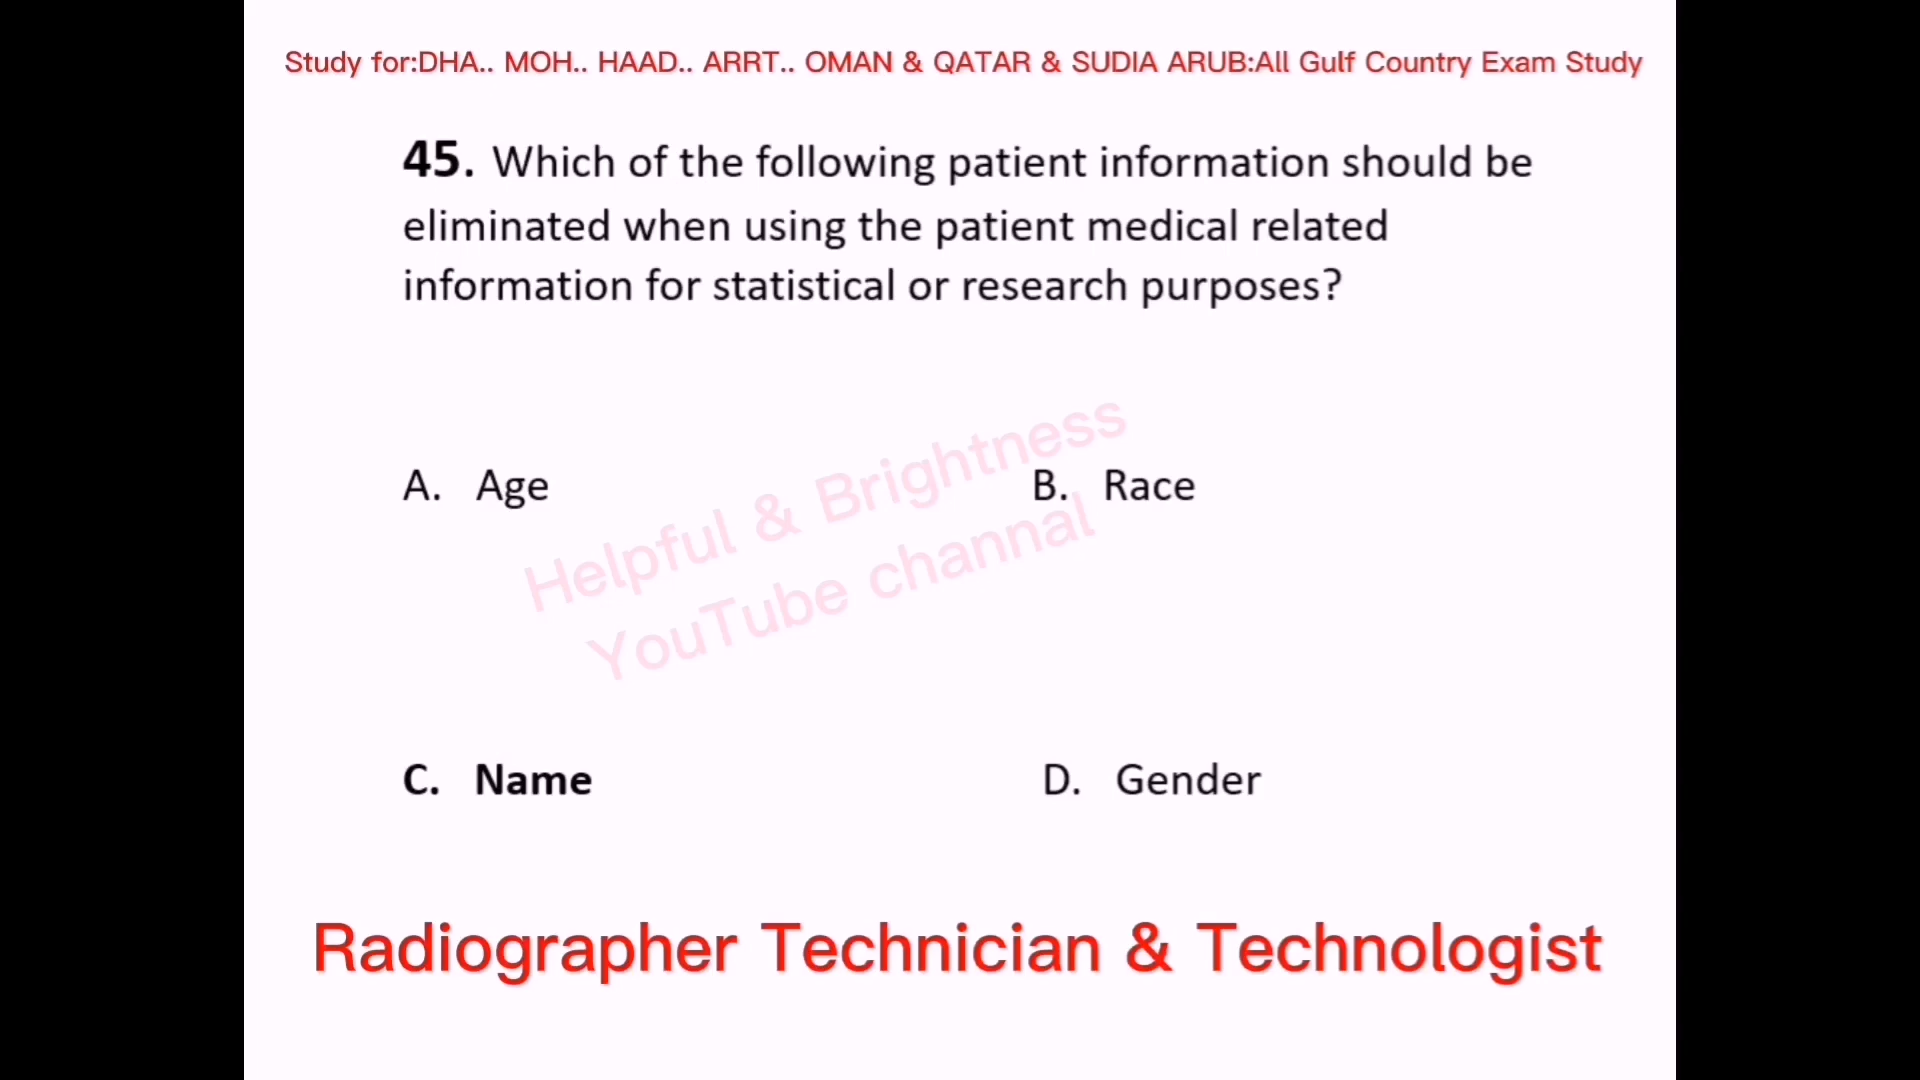 Study for:DHA.. MOH.. HAAD.. ARRT.. OMAN & QATAR & SUDIA ARUB:All Gulf Country Exam Study
45. Which of the following patient information should be
eliminated when using the patient medical related
information for statistical or research purposes?
A. Age
B. Race
Helpful & Brightness
YouTube channal
C. Name
D. Gender
Radiographer Technician & Technologist